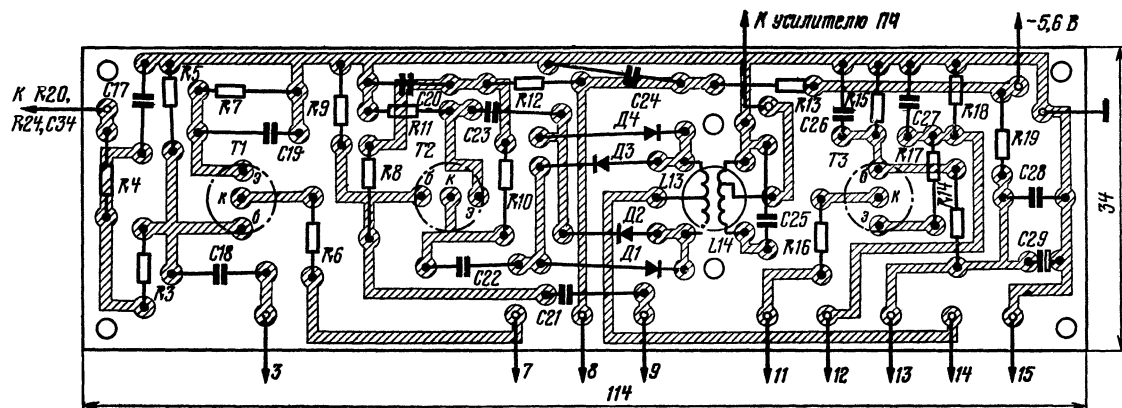 К усилителю ПЧ
-5,6 В
К R20,
R24, C34
C17
R5
R7
R9
C20
R12
C24
R13
R15
R18
R11
C23
Д4
C26
C27
R19
C19
T1
T2
Д3
T3
R17
R4
э
к
б
R8
б
к
э
R10
L13
б
к
э
R14
C28
34
C18
R6
Д2
C25
R16
R3
C22
Д1
L14
C29
C21
3
7
8
9
11
12
13
14
15
114